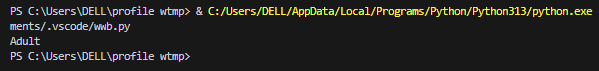 PS C:\Users\DELL\profile wtmp> & C:/Users/DELL/AppData/Local/Programs/Python/Python313/python.exe
ments/.vscode/wwb.py
Adult
PS C:\Users\DELL\profile wtmp>